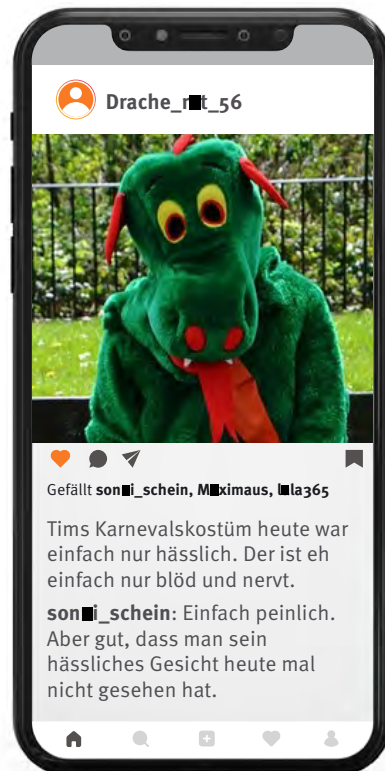 Drache_r■t_56
Gefällt son■i_schein, M■ximaus, l■la365
Tims Karnevalskostüm heute war
einfach nur hässlich. Der ist eh
einfach nur blöd und nervt.
son■i_schein: Einfach peinlich.
Aber gut, dass man sein
hässliches Gesicht heute mal
nicht gesehen hat.